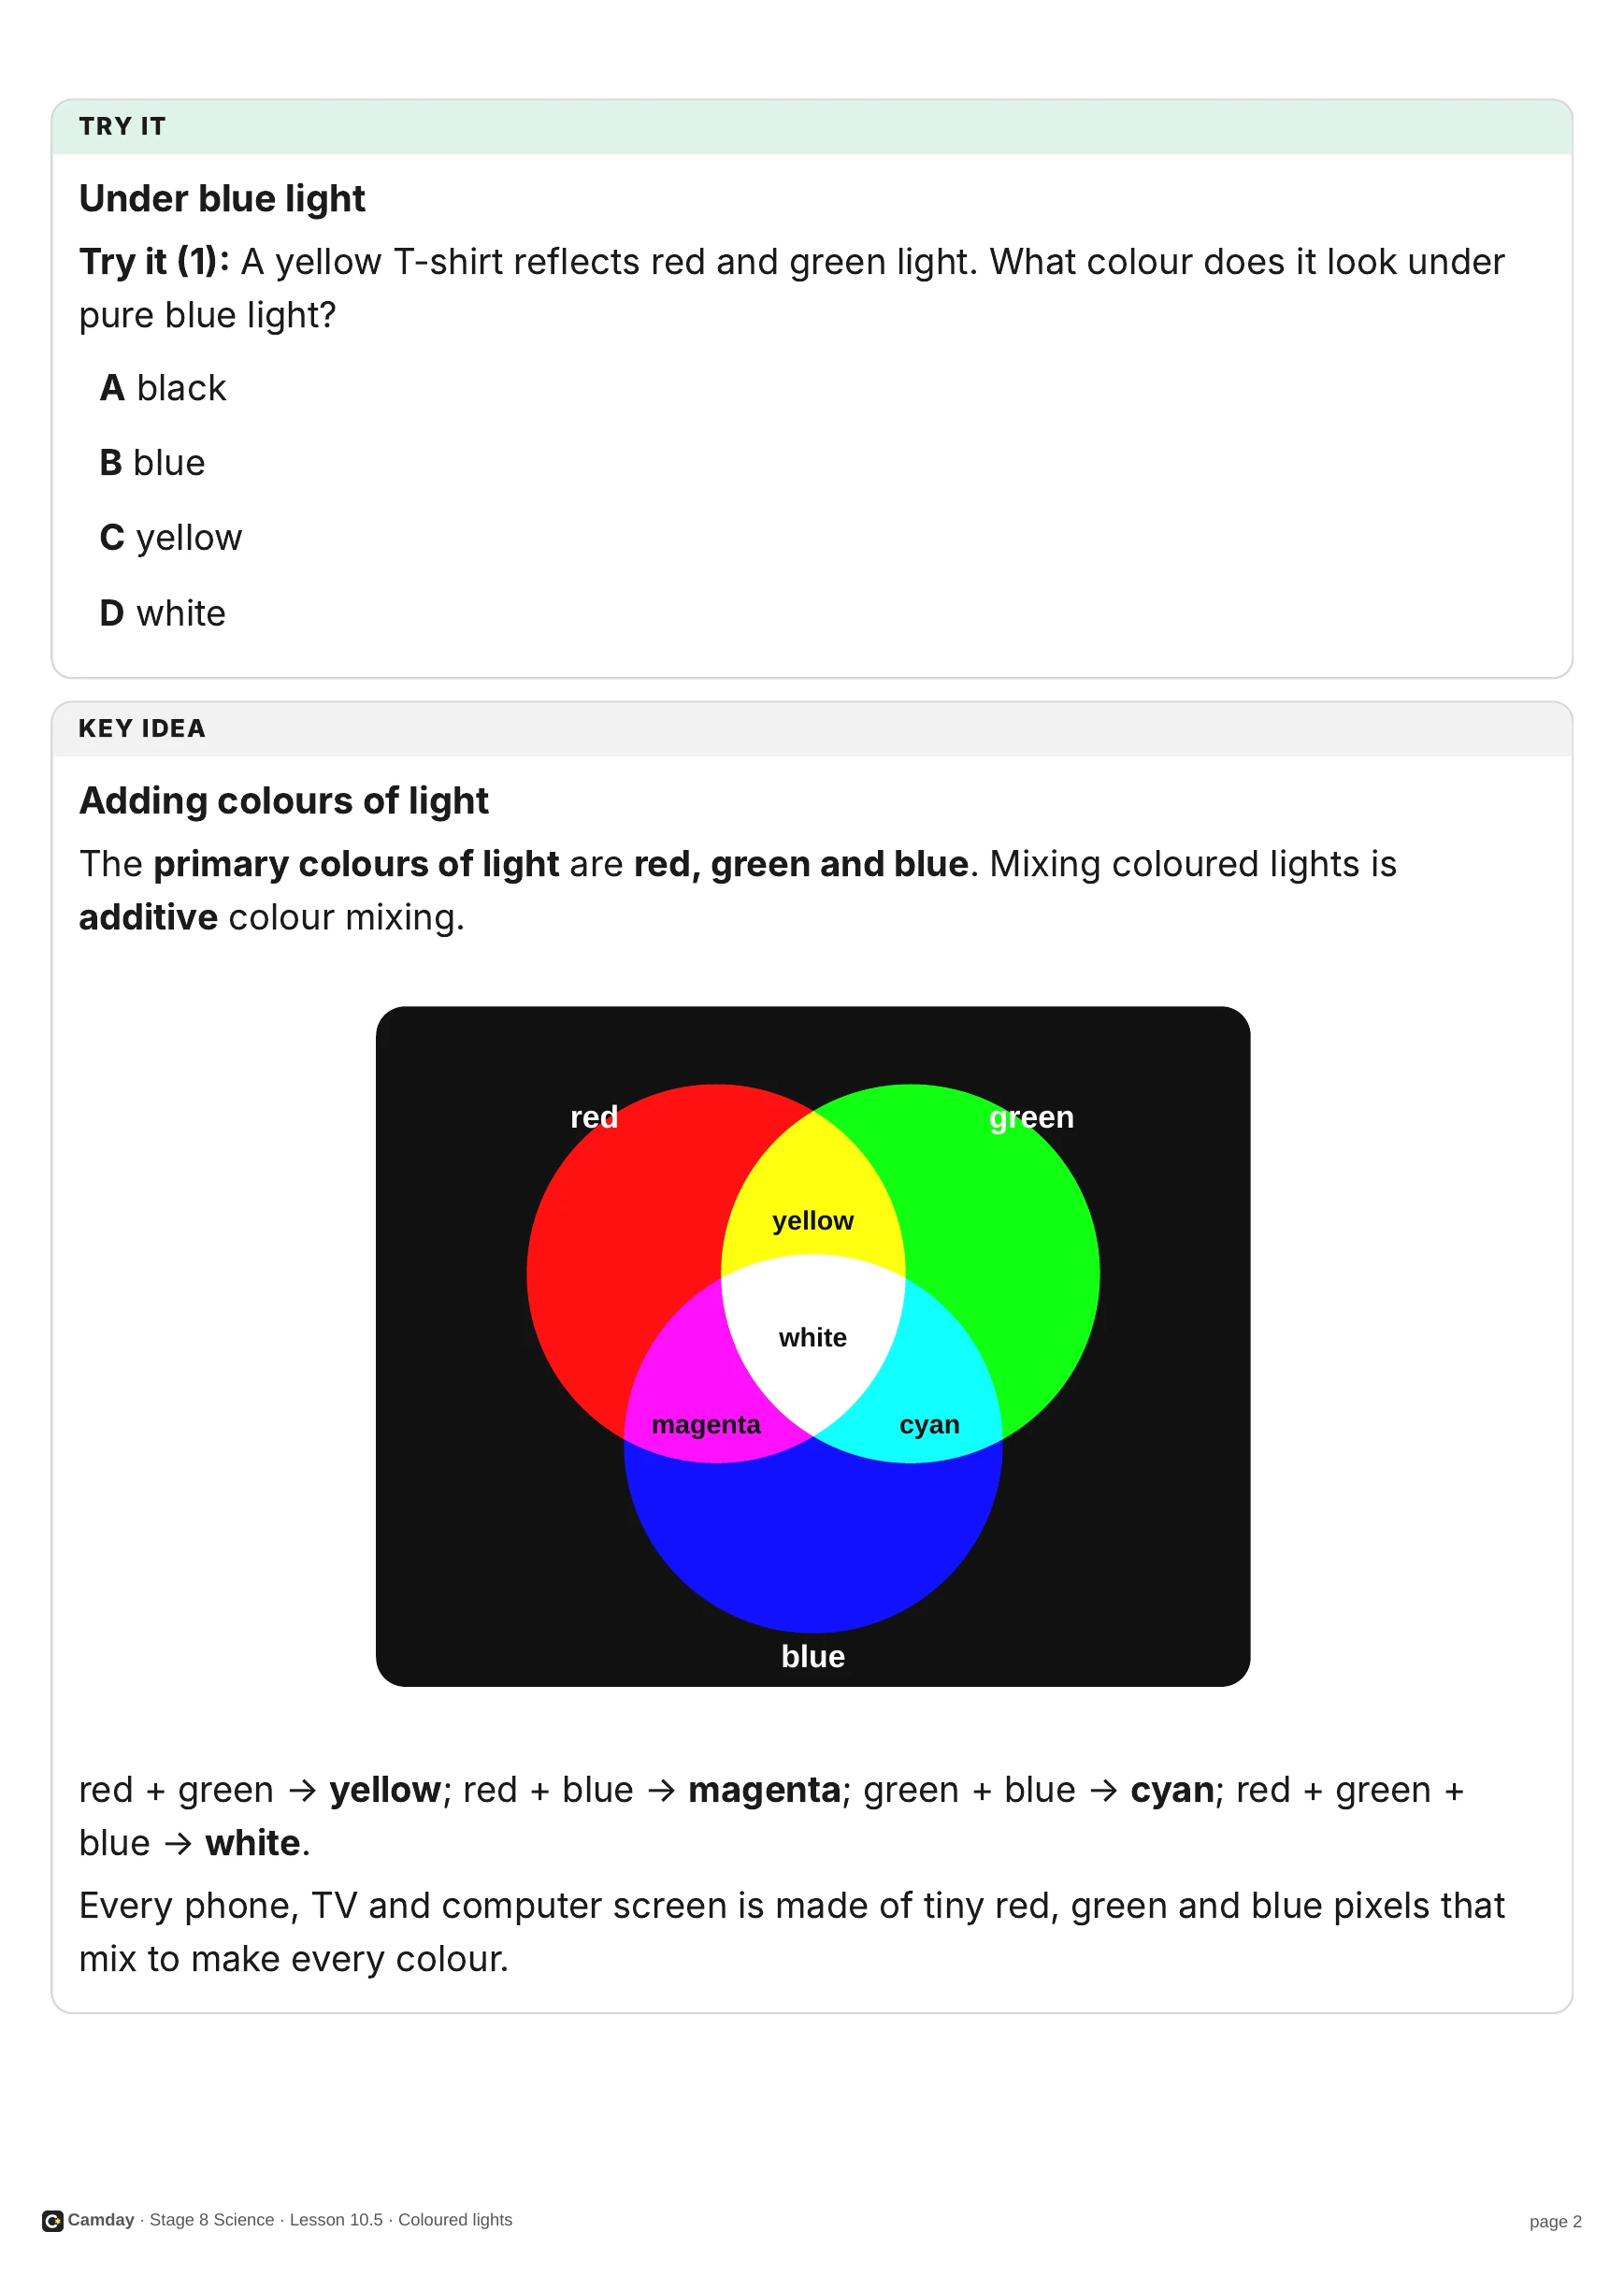 TRY IT
Under blue light
Try it (1): A yellow T-shirt reflects red and green light. What colour does it look under
pure blue light?
A black
B blue
C yellow
D white
KEY IDEA
Adding colours of light
The primary colours of light are red, green and blue. Mixing coloured lights is
additive colour mixing.
red
green
yellow
white
magenta
cyan
blue
red + green → yellow; red + blue → magenta; green + blue → cyan; red + green +
blue → white.
Every phone, TV and computer screen is made of tiny red, green and blue pixels that
mix to make every colour.
Camday · Stage 8 Science · Lesson 10.5 · Coloured lights
page 2